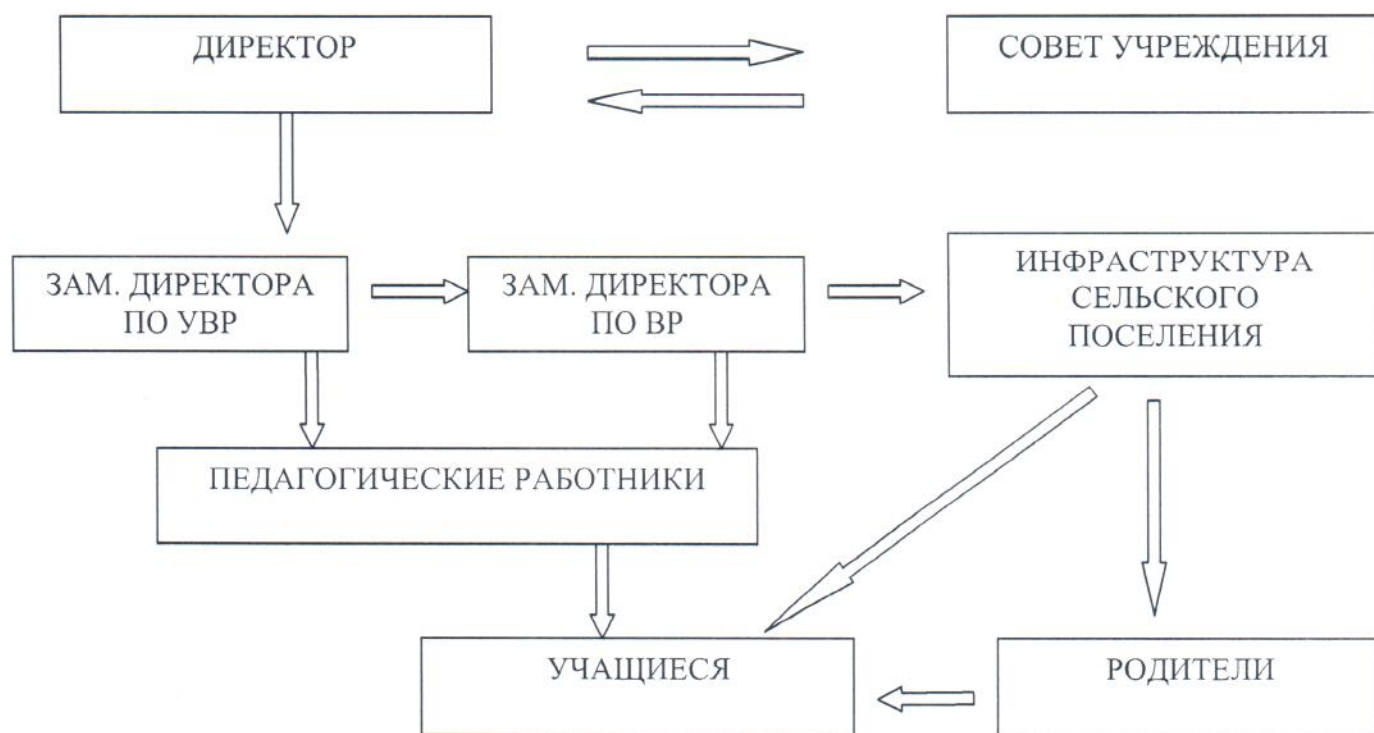 ДИРЕКТОР
СОВЕТ УЧРЕЖДЕНИЯ
ЗАМ. ДИРЕКТОРА
ПО УВР
ЗАМ. ДИРЕКТОРА
ПО ВР
ИНФРАСТРУКТУРА
СЕЛЬСКОГО
ПОСЕЛЕНИЯ
ПЕДАГОГИЧЕСКИЕ РАБОТНИКИ
УЧАЩИЕСЯ
РОДИТЕЛИ